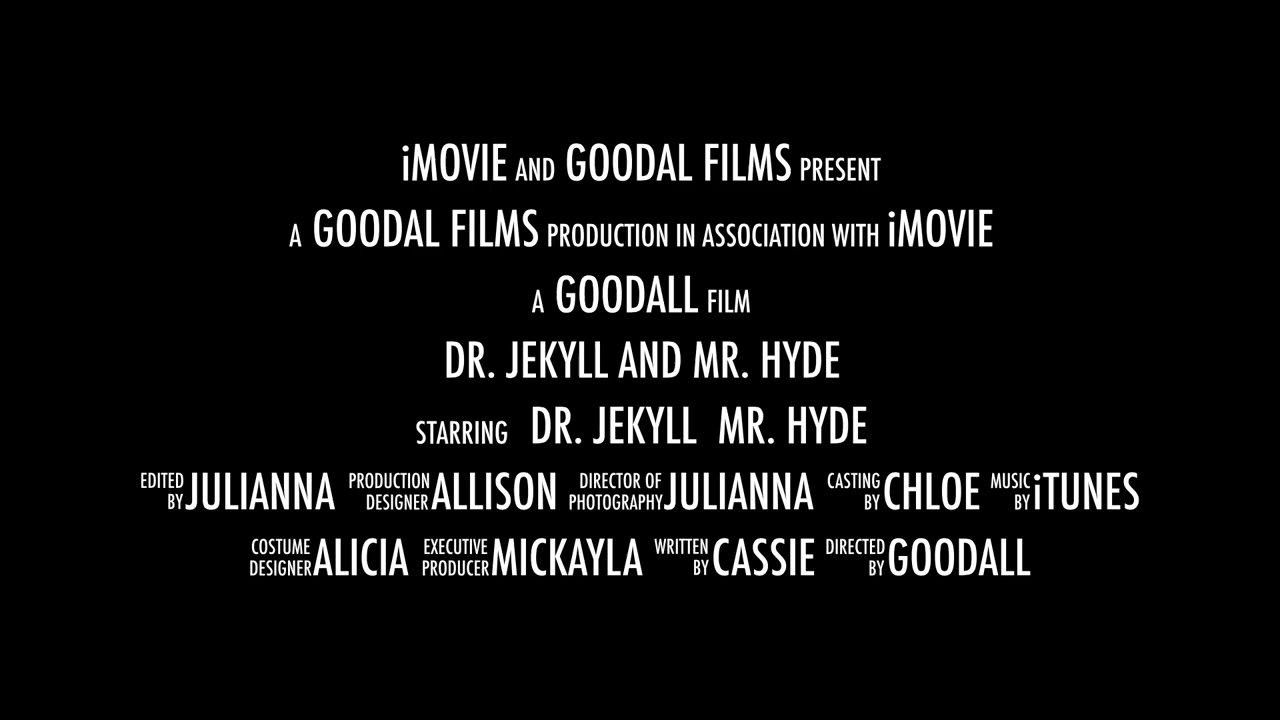 iMOVIE AND GOODAL FILMS PRESENT
A GOODAL FILMS PRODUCTION IN ASSOCIATION WITH iMOVIE
A GOODALL FILM
DR. JEKYLL AND MR. HYDE
STARRING DR. JEKYLL MR. HYDE
EDITED BY JULIANNA PRODUCTION DESIGNER ALLISON DIRECTOR OF PHOTOGRAPHY JULIANNA CASTING BY CHLOE MUSIC BY iTUNES
COSTUME DESIGNER ALICIA EXECUTIVE PRODUCER MICKAYLA WRITTEN BY CASSIE DIRECTED BY GOODALL